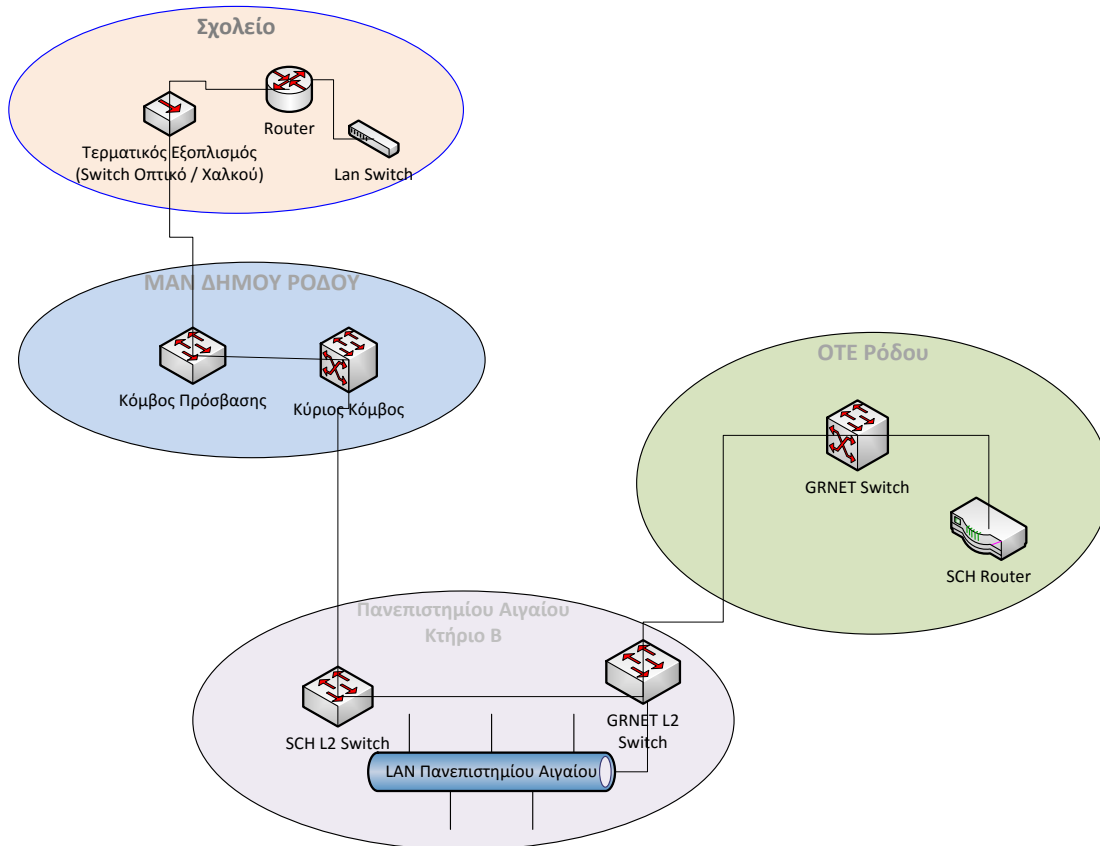 Σχολείο
Router
Τερματικός Εξοπλισμός
(Switch Οπτικό / Χαλκού)
Lan Switch
ΜΑΝ ΔΗΜΟΥ ΡΟΔΟΥ
Κόμβος Πρόσβασης
Κύριος Κόμβος
ΟΤΕ Ρόδου
GRNET Switch
SCH Router
Πανεπιστημίου Αιγαίου
Κτήριο Β
SCH L2 Switch
GRNET L2
Switch
LAN Πανεπιστημίου Αιγαίου